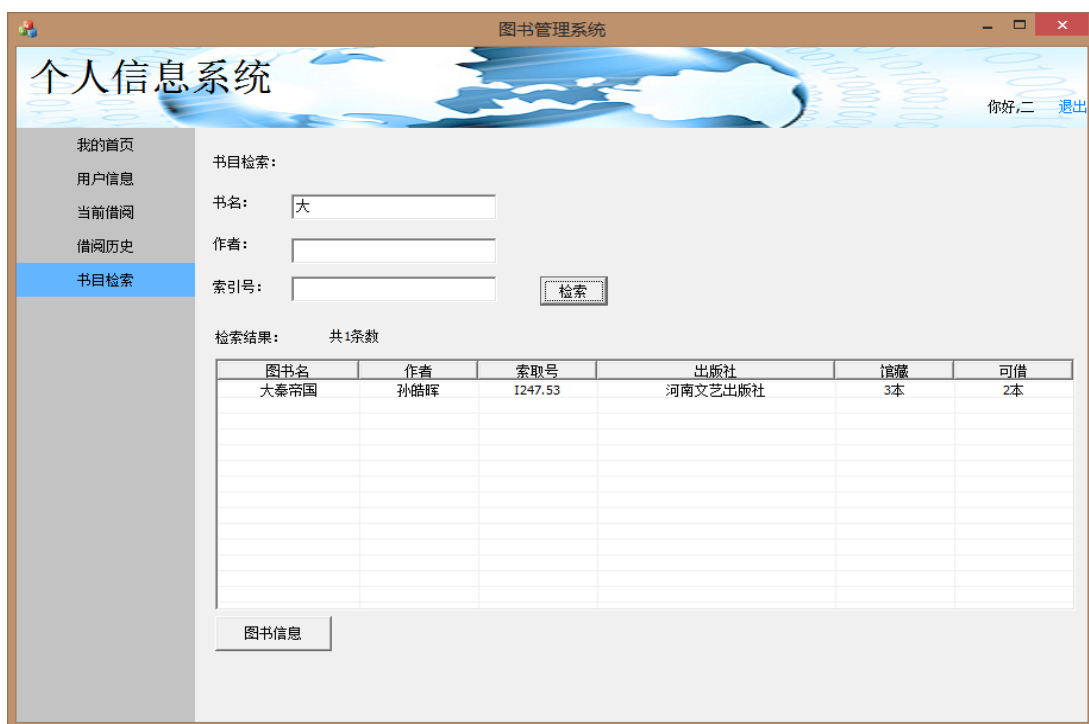 图书管理系统
个人信息系统
你好,二 退出
我的首页
用户信息
当前借阅
借阅历史
书目检索
书目检索：
书名： 大
作者：
索引号： 检索
检索结果： 共1条数
图书名 作者 索取号 出版社 馆藏 可借
大秦帝国 孙皓晖 I247.53 河南文艺出版社 3本 2本
图书信息